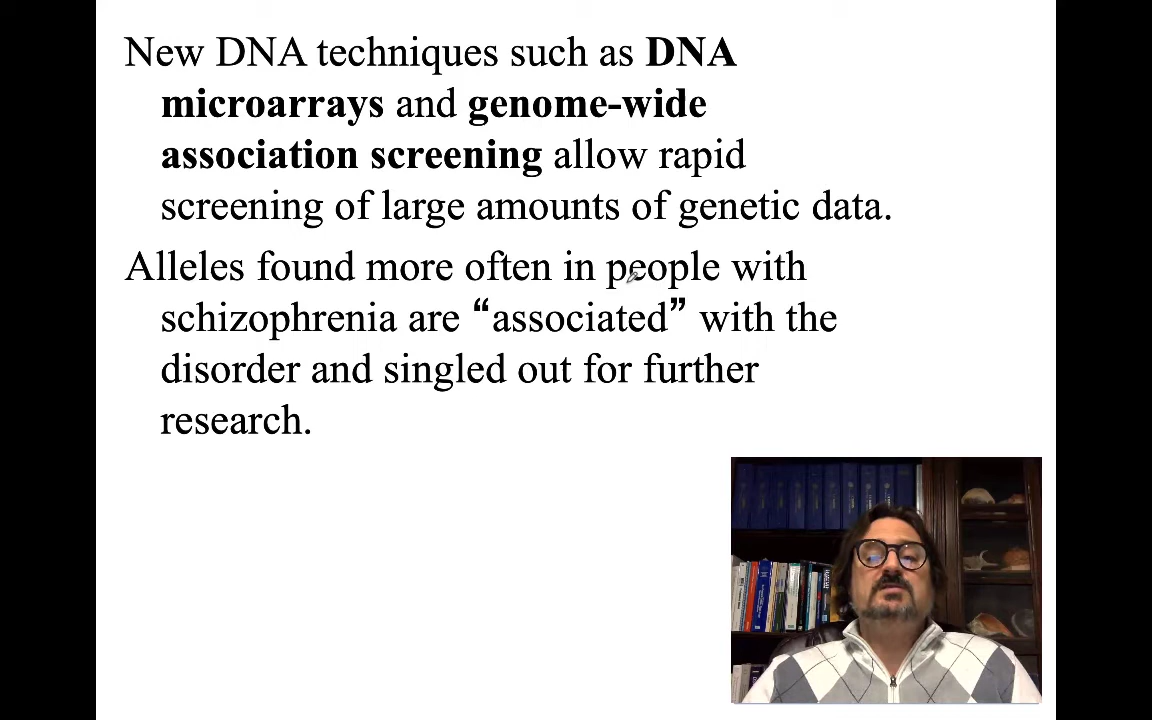 New DNA techniques such as DNA
microarrays and genome-wide
association screening allow rapid
screening of large amounts of genetic data.
Alleles found more often in people with
schizophrenia are “associated” with the
disorder and singled out for further
research.